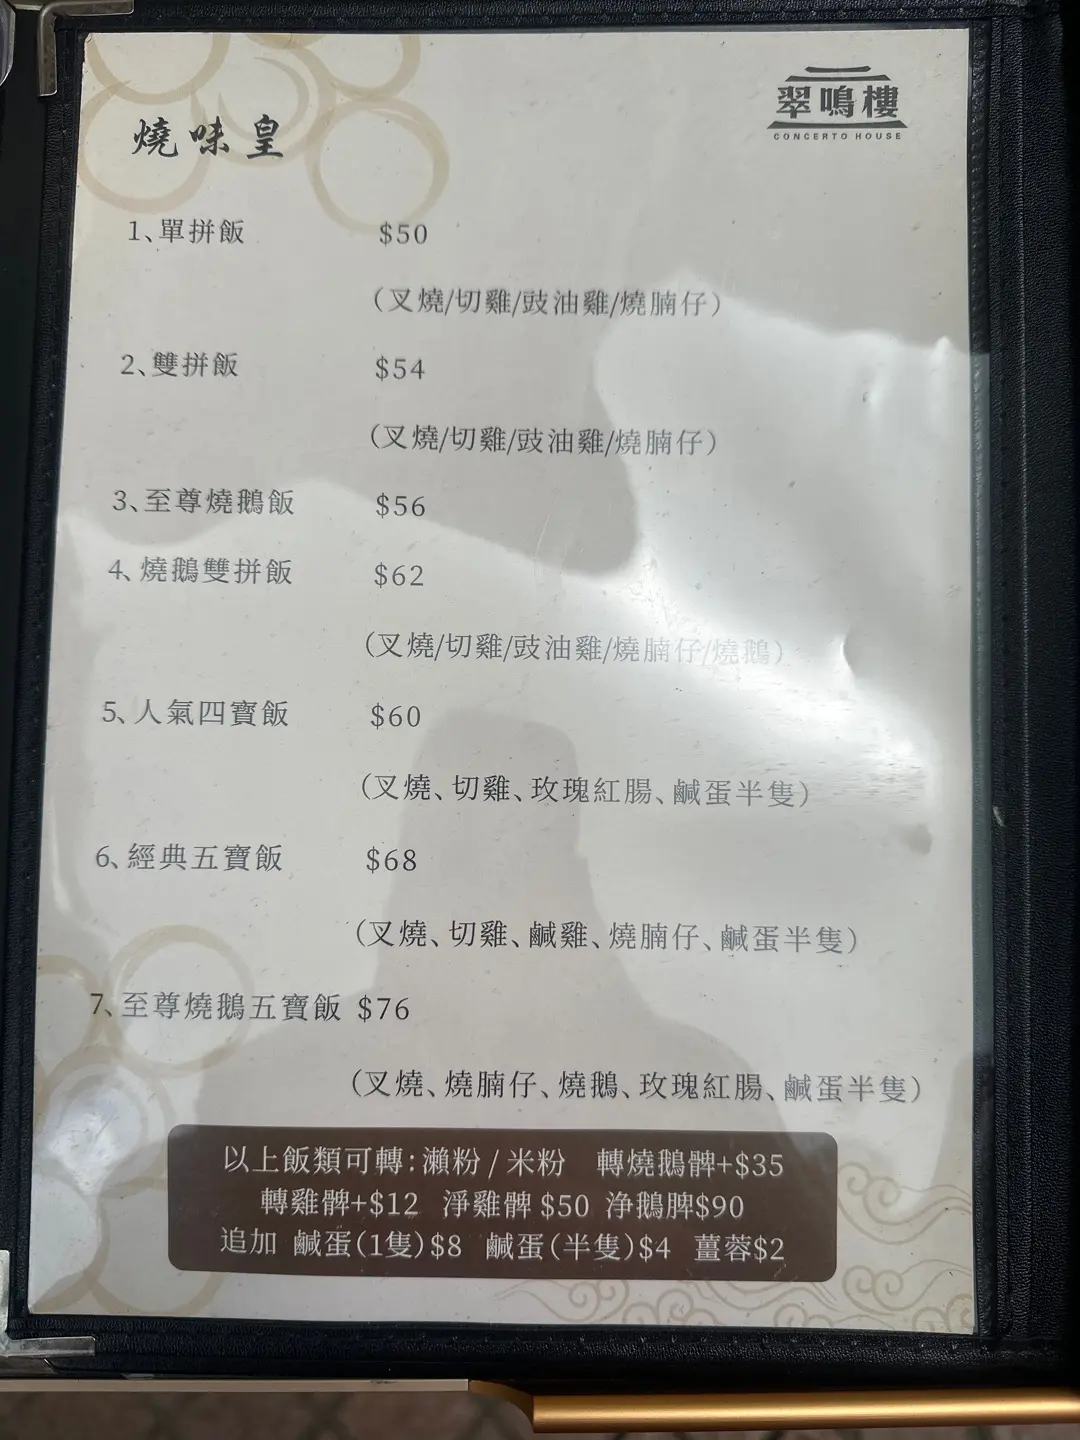 燒味皇
翠鳴樓
CONCERTO HOUSE
1、單拼飯 $50
(叉燒/切雞/豉油雞/燒腩仔)
2、雙拼飯 $54
(叉燒/切雞/豉油雞/燒腩仔)
3、至尊燒鵝飯 $56
4、燒鵝雙拼飯 $62
(叉燒/切雞/豉油雞/燒腩仔/燒鵝)
5、人氣四寶飯 $60
(叉燒、切雞、玫瑰紅腸、鹹蛋半隻)
6、經典五寶飯 $68
(叉燒、切雞、鹹雞、燒腩仔、鹹蛋半隻)
7、至尊燒鵝五寶飯 $76
(叉燒、燒腩仔、燒鵝、玫瑰紅腸、鹹蛋半隻)
以上飯類可轉:瀨粉 / 米粉 轉燒鵝髀+$35
轉雞髀+$12 淨雞髀 $50 净鵝脾$90
追加 鹹蛋(1隻)$8 鹹蛋(半隻)$4 薑蓉$2